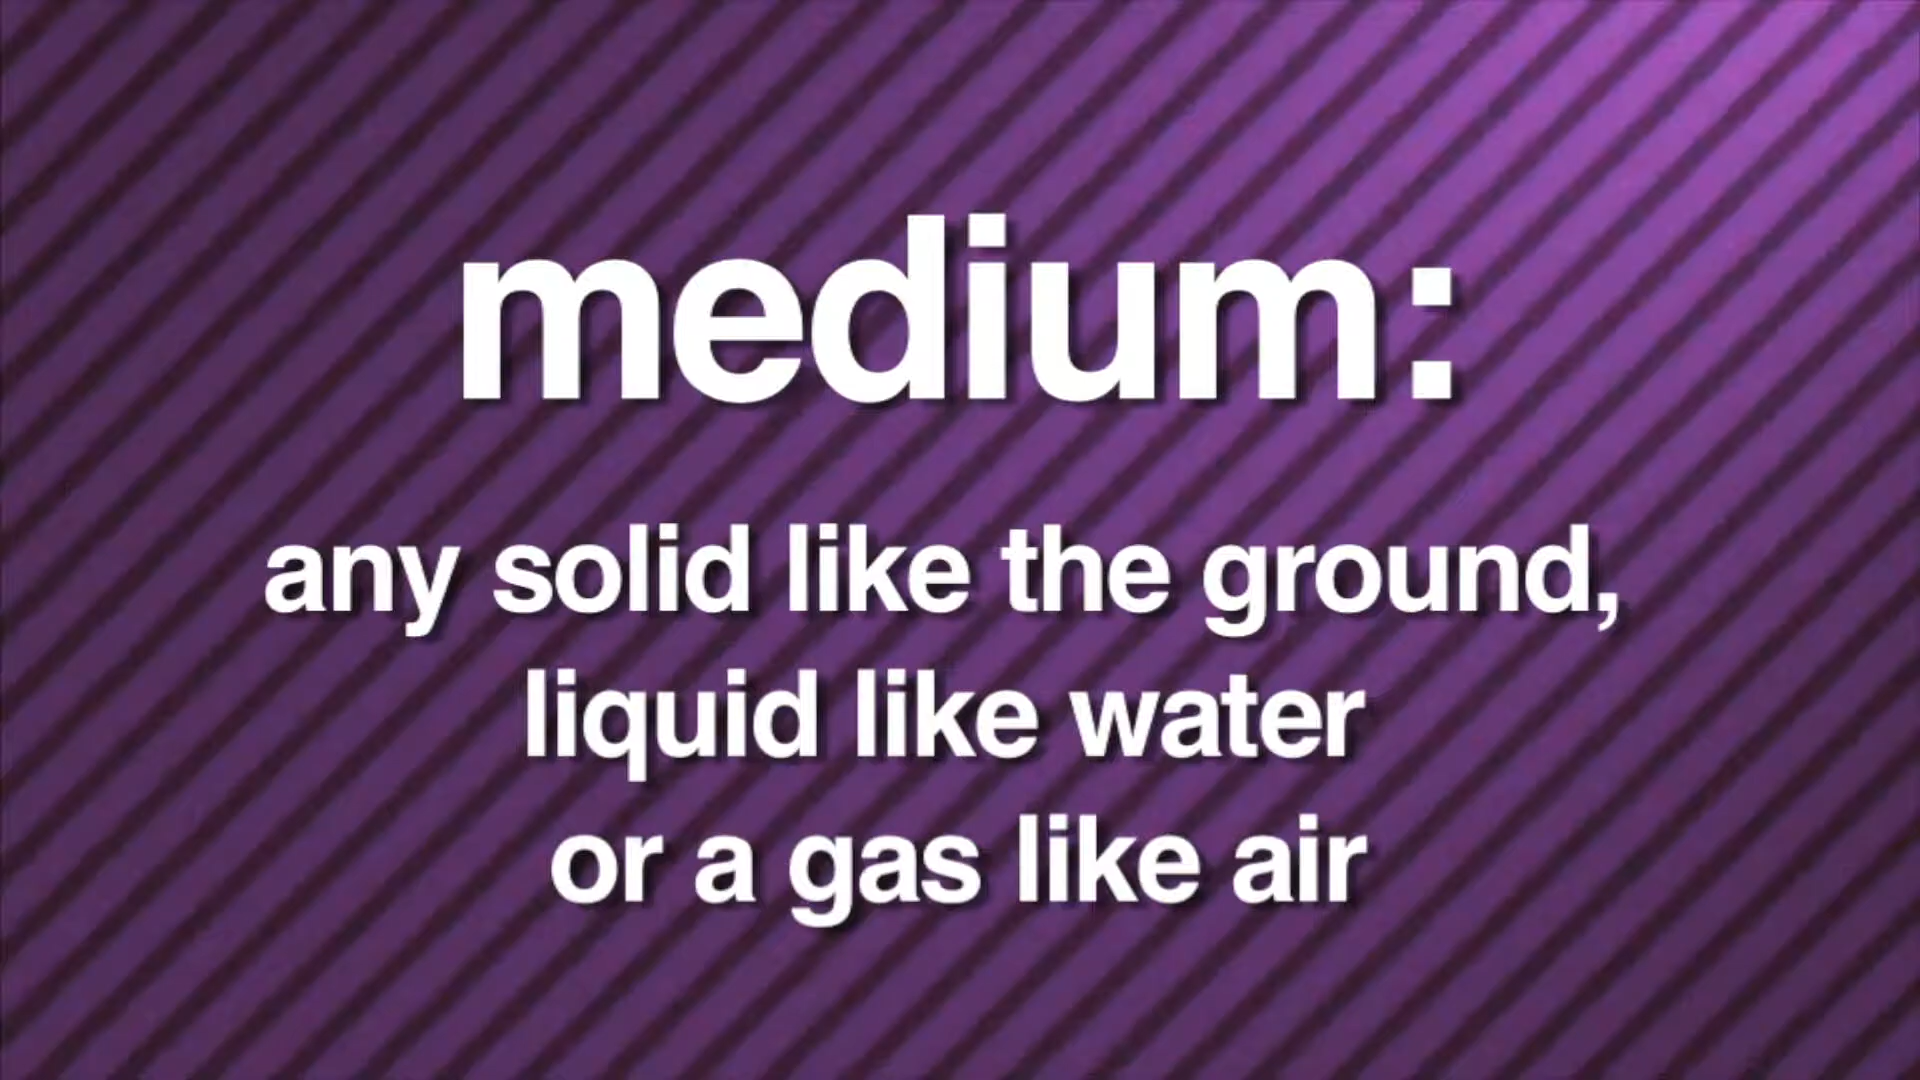 medium:
any solid like the ground,
liquid like water
or a gas like air